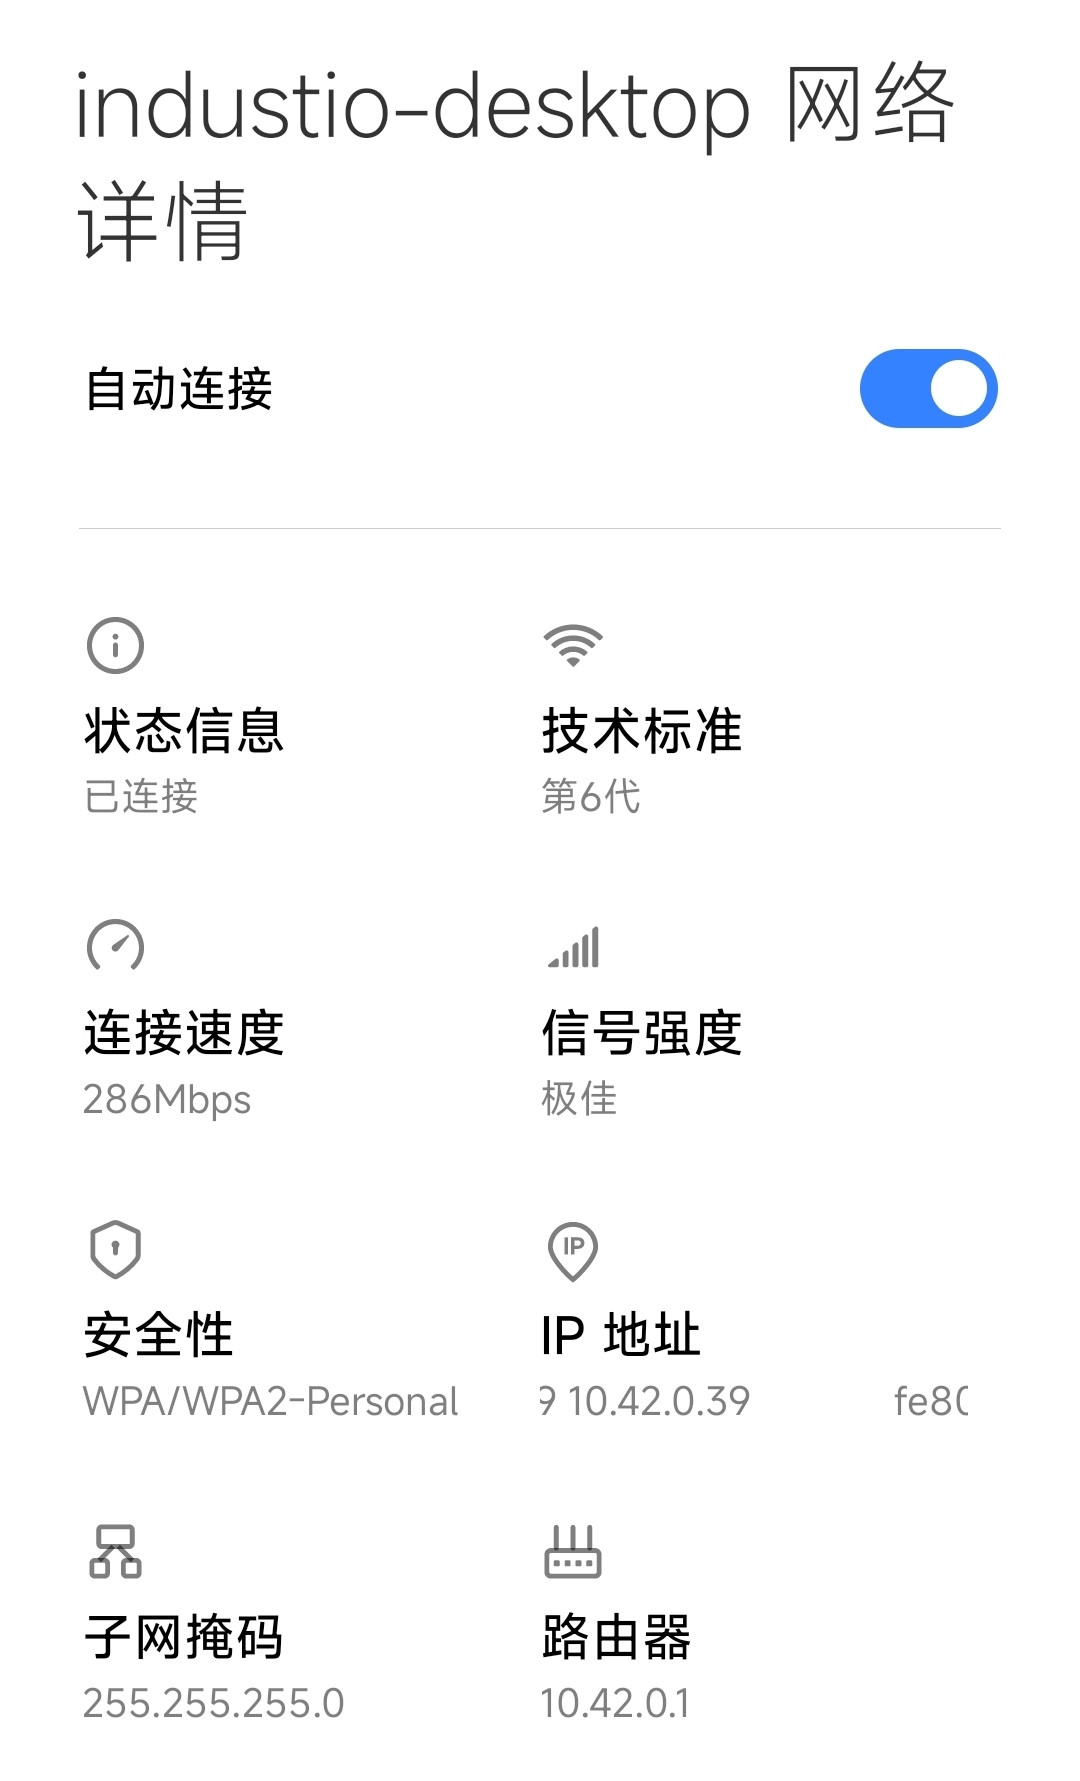 industio-desktop 网络
详情
自动连接
状态信息
技术标准
已连接
第6代
连接速度
信号强度
286Mbps
极佳
安全性
IP
IP 地址
WPA/WPA2-Personal
9 10.42.0.39 fe80
子网掩码
路由器
255.255.255.0
10.42.0.1